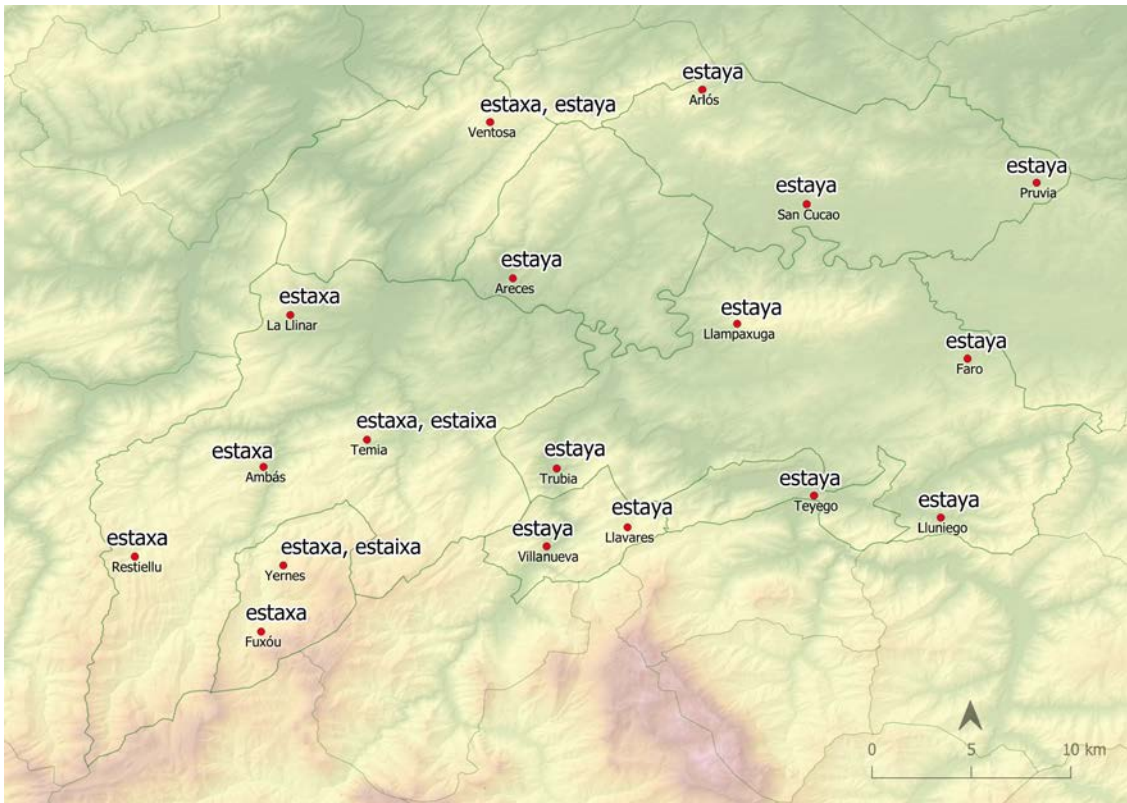 estaya
Arlós
estaxa, estaya
Ventosa
estaya
Pruvia
estaya
San Cucao
estaya
Areces
estaxa
La Llinar
estaya
Llampaxuga
estaya
Faro
estaxa, estaixa
Temia
estaxa
Ambás
estaya
Trubia
estaya
Teyego
estaya
Llavares
estaya
Lluniego
estaya
Villanueva
estaxa
Restiellu
estaxa, estaixa
Yernes
estaxa
Fuxóu
0 5 10 km